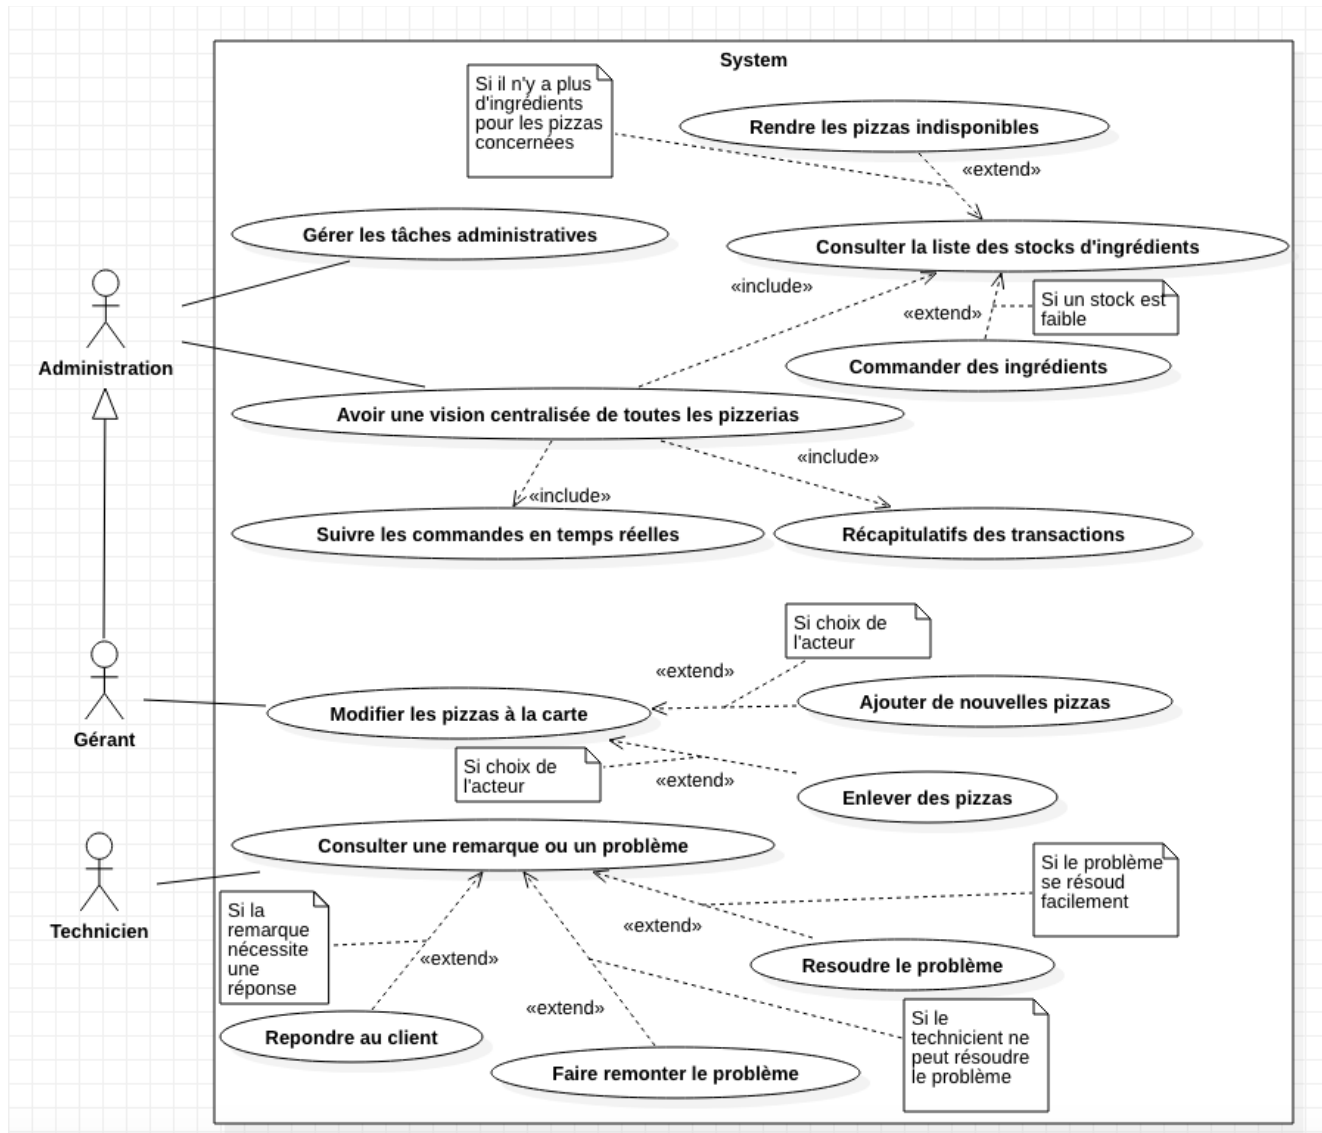 System
Si il n'y a plus
d'ingrédients
pour les pizzas
concernées
Rendre les pizzas indisponibles
«extend»
Gérer les tâches administratives
Consulter la liste des stocks d'ingrédients
«include»
«extend»
Si un stock est
faible
Administration
Commander des ingrédients
Avoir une vision centralisée de toutes les pizzerias
«include»
«include»
Suivre les commandes en temps réelles
Récapitulatifs des transactions
Si choix de
l'acteur
«extend»
Ajouter de nouvelles pizzas
Modifier les pizzas à la carte
Gérant
Si choix de
l'acteur
«extend»
Enlever des pizzas
Consulter une remarque ou un problème
Technicien
Si le problème
se résoud
facilement
Si la
remarque
nécessite
une
réponse
«extend»
«extend»
Resoudre le problème
«extend»
Repondre au client
Si le
technicient ne
peut résoudre
le problème
Faire remonter le problème